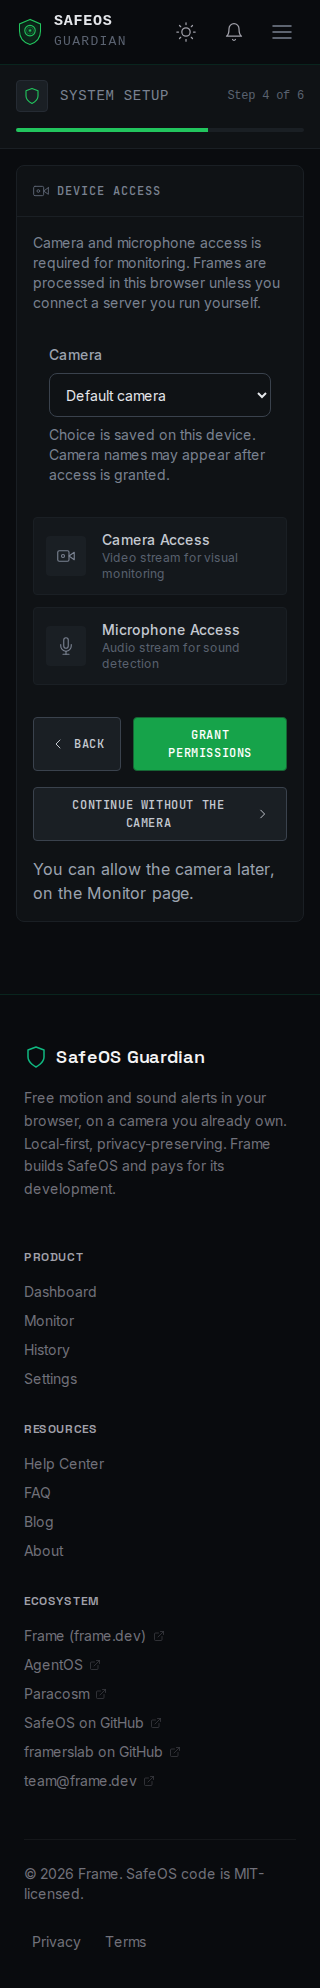 SAFEOS
GUARDIAN
SYSTEM SETUP
Step 4 of 6
DEVICE ACCESS
Camera and microphone access is
required for monitoring. Frames are
processed in this browser unless you
connect a server you run yourself.
Camera
Default camera
Choice is saved on this device.
Camera names may appear after
access is granted.
Camera Access
Video stream for visual
monitoring
Microphone Access
Audio stream for sound
detection
BACK
GRANT
PERMISSIONS
CONTINUE WITHOUT THE
CAMERA
You can allow the camera later,
on the Monitor page.
SafeOS Guardian
Free motion and sound alerts in your
browser, on a camera you already own.
Local-first, privacy-preserving. Frame
builds SafeOS and pays for its
development.
PRODUCT
Dashboard
Monitor
History
Settings
RESOURCES
Help Center
FAQ
Blog
About
ECOSYSTEM
Frame (frame.dev)
AgentOS
Paracosm
SafeOS on GitHub
framerslab on GitHub
team@frame.dev
© 2026 Frame. SafeOS code is MIT-
licensed.
Privacy Terms